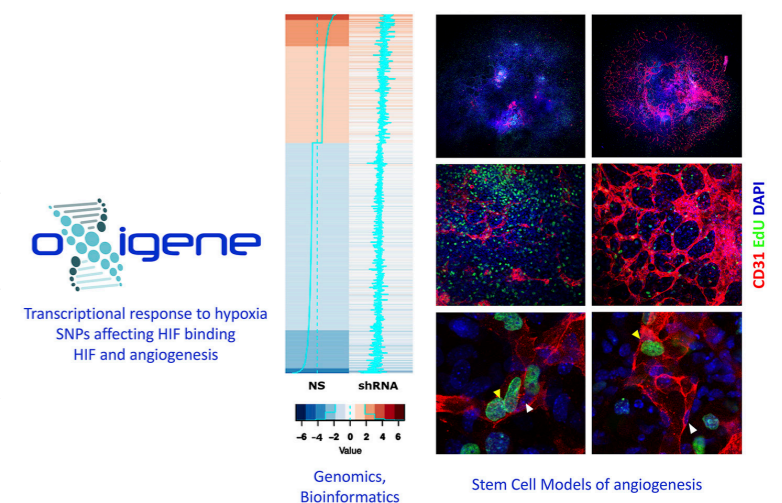 oxigene
Transcriptional response to hypoxia
SNPs affecting HIF binding
HIF and angiogenesis
NS shRNA
-6 -4 -2 0 2 4 6
Value
Genomics,
Bioinformatics
CD31 EdU DAPI
Stem Cell Models of angiogenesis